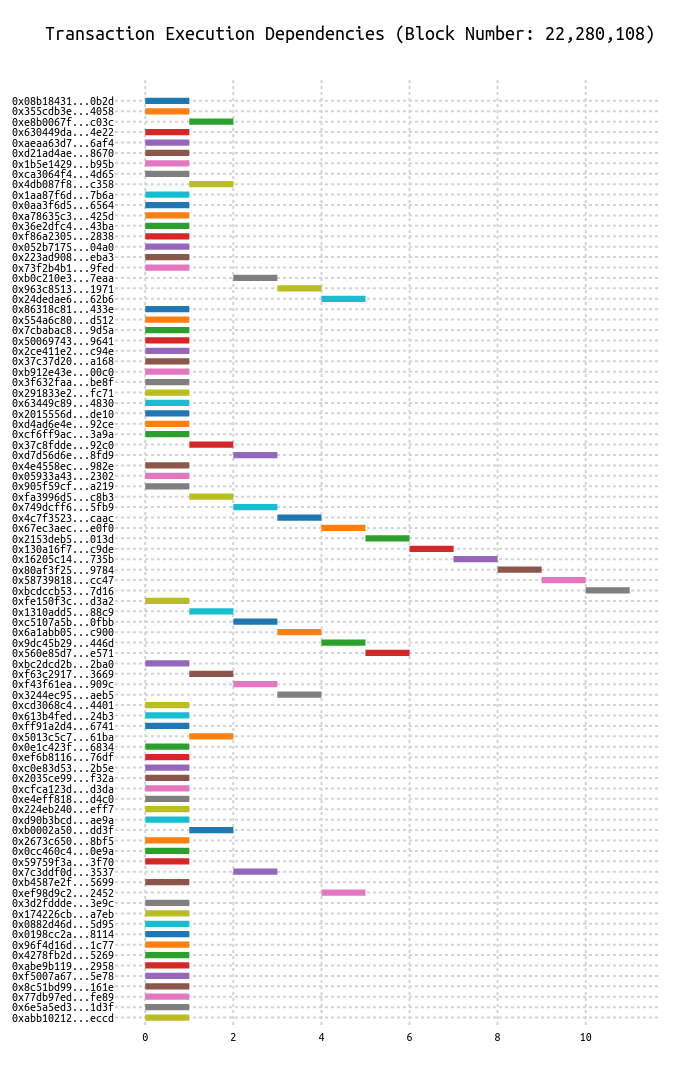 Transaction Execution Dependencies (Block Number: 22,280,108)
0x08b18431...0b2d
0x355cdb3e...4058
0xe8b0067f...c03c
0x630449da...4e22
0xaeaa63d7...6af4
0xd21ad4ae...8670
0x1b5e1429...b95b
0xca3064f4...4d65
0x4db087f8...c358
0x1aa87f6d...7b6a
0x0aa3f6d5...6564
0xa78635c3...425d
0x36e2dfc4...43ba
0xf86a2305...2838
0x052b7175...04a0
0x223ad908...eba3
0x73f2b4b1...9fed
0xb0c210e3...7eaa
0x963c8513...1971
0x24dedae6...62b6
0x86318c81...433e
0x554a6c80...d512
0x7cbabac8...9d5a
0x50069743...9641
0x2ce411e2...c94e
0x37c37d20...a168
0xb912e43e...00c0
0x3f632faa...be8f
0x291833e2...fc71
0x63449c89...4830
0x2015556d...de10
0xd4ad6e4e...92ce
0xcf6ff9ac...3a9a
0x37c8fdde...92c0
0xd7d56d6e...8fd9
0x4e4558ec...982e
0x05933a43...2302
0x905f59cf...a219
0xfa3996d5...c8b3
0x749dcff6...5fb9
0x4c7f3523...caac
0x67ec3aec...e0f0
0x2153deb5...013d
0x130a16f7...c9de
0x16205c14...735b
0x80af3f25...9784
0x58739818...cc47
0xbcdccb53...7d16
0xfe150f3c...d3a2
0x1310add5...88c9
0xc5107a5b...0fbb
0x6a1abb05...c900
0x9dc45b29...446d
0x560e85d7...e571
0xbc2dcd2b...2ba0
0xf63c2917...3669
0xf43f61ea...909c
0x3244ec95...aeb5
0xcd3068c4...4401
0x613b4fed...24b3
0xff91a2d4...6741
0x5013c5c7...61ba
0x0e1c423f...6834
0xef6b8116...76df
0xc0e83d53...2b5e
0x2035ce99...f32a
0xcfca123d...d3da
0xe4eff818...d4c0
0x224eb240...eff7
0xd90b3bcd...ae9a
0xb0002a50...dd3f
0x2673c650...8bf5
0x0cc460c4...0e9a
0x59759f3a...3f70
0x7c3ddf0d...3537
0xb4587e2f...5699
0xef98d9c2...2452
0x3d2fddde...3e9c
0x174226cb...a7eb
0x0882d46d...5d95
0x0198cc2a...8114
0x96f4d16d...1c77
0x4278fb2d...5269
0xabe9b119...2958
0xf5007a67...5e78
0x8c51bd99...161e
0x77db97ed...fe89
0x6e5a5ed3...1d3f
0xabb10212...eccd
0 2 4 6 8 10